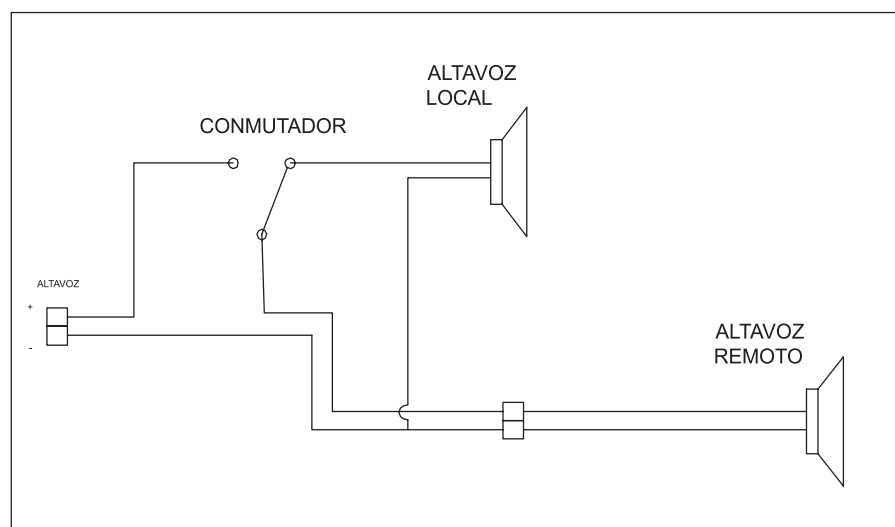 ALTAVOZ
LOCAL
CONMUTADOR
ALTAVOZ
+
-
ALTAVOZ
REMOTO